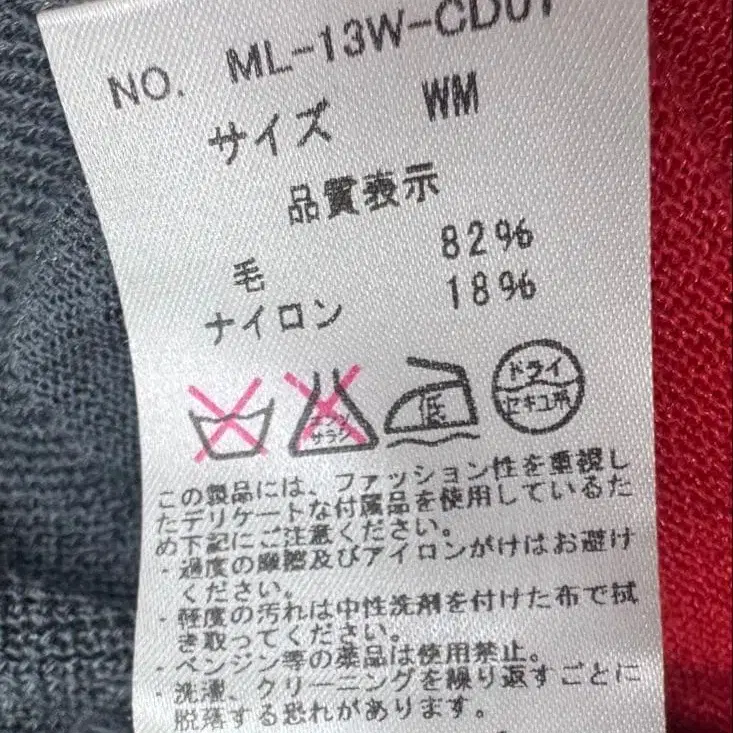 NO. ML-13W-CD01
サイズ WM
品質表示
毛 82%
ナイロン 18%
エンソ
サラシ
低
ドライ
セキユ系
この製品には、ファッション性を重視し
たデリケートな付属品を使用しているた
め下記にご注意ください。
・過度の摩擦及びアイロンがけはお避け
ください。
・軽度の汚れは中性洗剤を付けた布で拭
き取ってください。
・ベンジン等の薬品は使用禁止。
・洗濯、クリーニングを繰り返すごとに
脱落する恐れがあります。